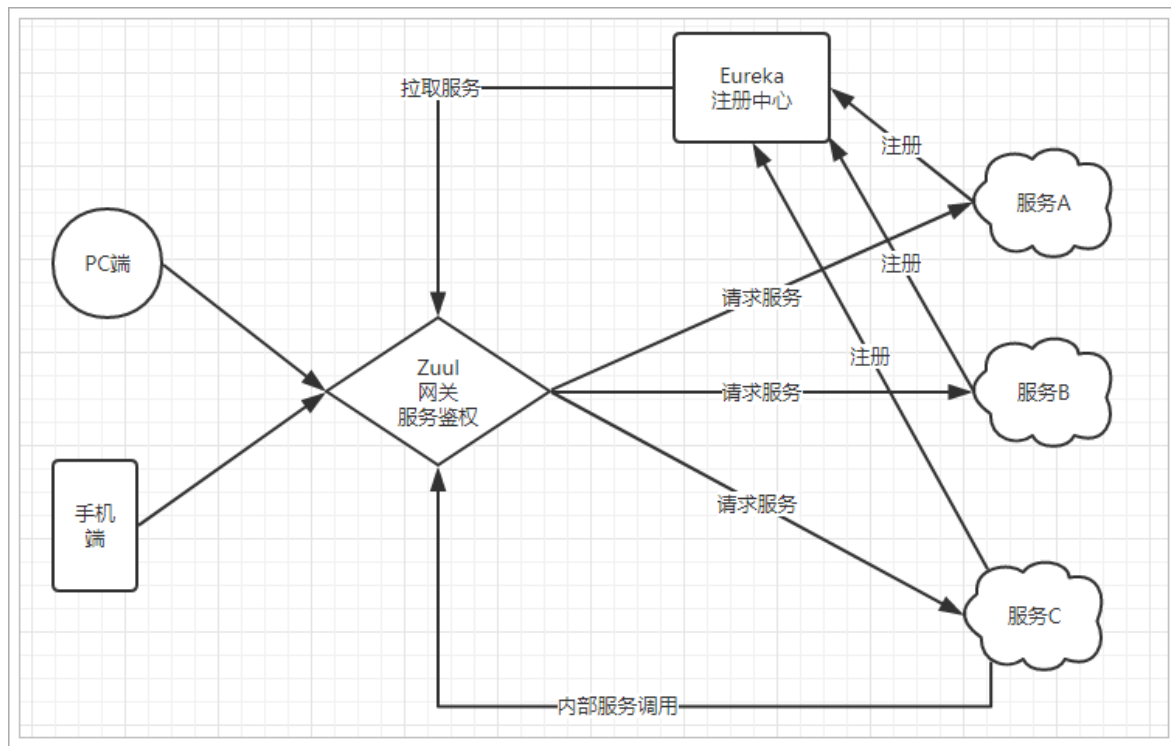 Eureka
注册中心
拉取服务
注册
服务A
PC端
注册
请求服务
注册
Zuul
网关
服务鉴权
请求服务
服务B
请求服务
手机
端
服务C
内部服务调用